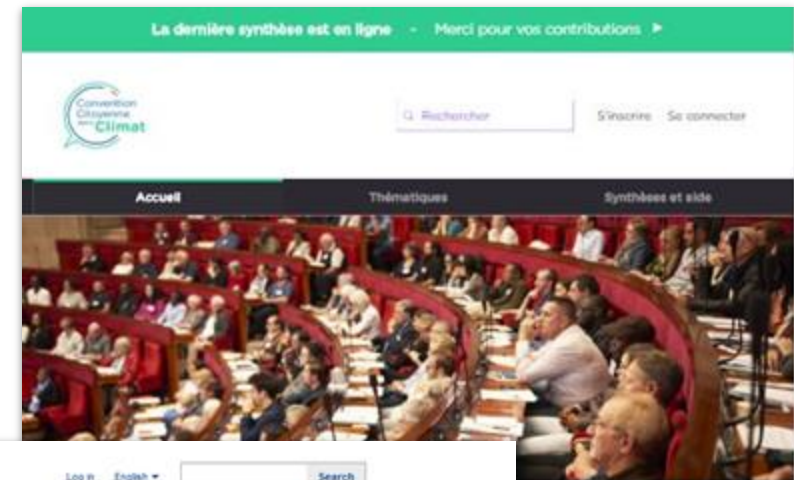 La dernière synthèse est en ligne - Merci pour vos contributions
Convention
Citoyenne
Climat
Rechercher
S'inscrire Se connecter
Accueil Thématiques Synthèses et aide
Log in English Search